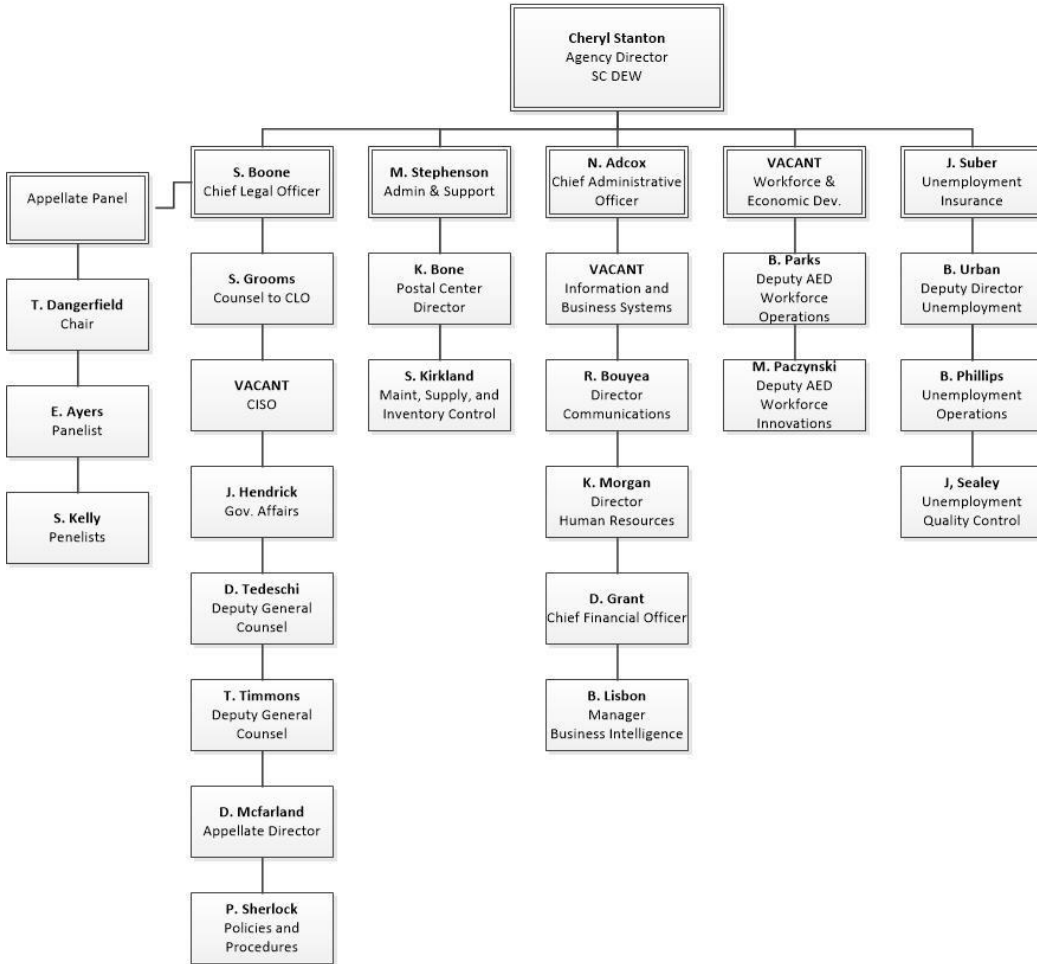 Cheryl Stanton
Agency Director
SC DEW
Appellate Panel
T. Dangerfield
Chair
E. Ayers
Panelist
S. Kelly
Penelists
S. Boone
Chief Legal Officer
S. Grooms
Counsel to CLO
VACANT
CISO
J. Hendrick
Gov. Affairs
D. Tedeschi
Deputy General
Counsel
T. Timmons
Deputy General
Counsel
D. Mcfarland
Appellate Director
P. Sherlock
Policies and
Procedures
M. Stephenson
Admin & Support
K. Bone
Postal Center
Director
S. Kirkland
Maint, Supply, and
Inventory Control
N. Adcox
Chief Administrative
Officer
VACANT
Information and
Business Systems
R. Bouyea
Director
Communications
K. Morgan
Director
Human Resources
D. Grant
Chief Financial Officer
B. Lisbon
Manager
Business Intelligence
VACANT
Workforce &
Economic Dev.
B. Parks
Deputy AED
Workforce
Operations
M. Paczynski
Deputy AED
Workforce
Innovations
J. Suber
Unemployment
Insurance
B. Urban
Deputy Director
Unemployment
B. Phillips
Unemployment
Operations
J, Sealey
Unemployment
Quality Control